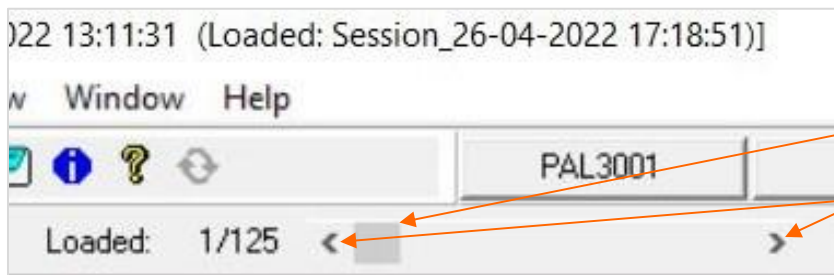 022 13:11:31 (Loaded: Session_26-04-2022 17:18:51)]
w Window Help
PAL3001
Loaded: 1/125